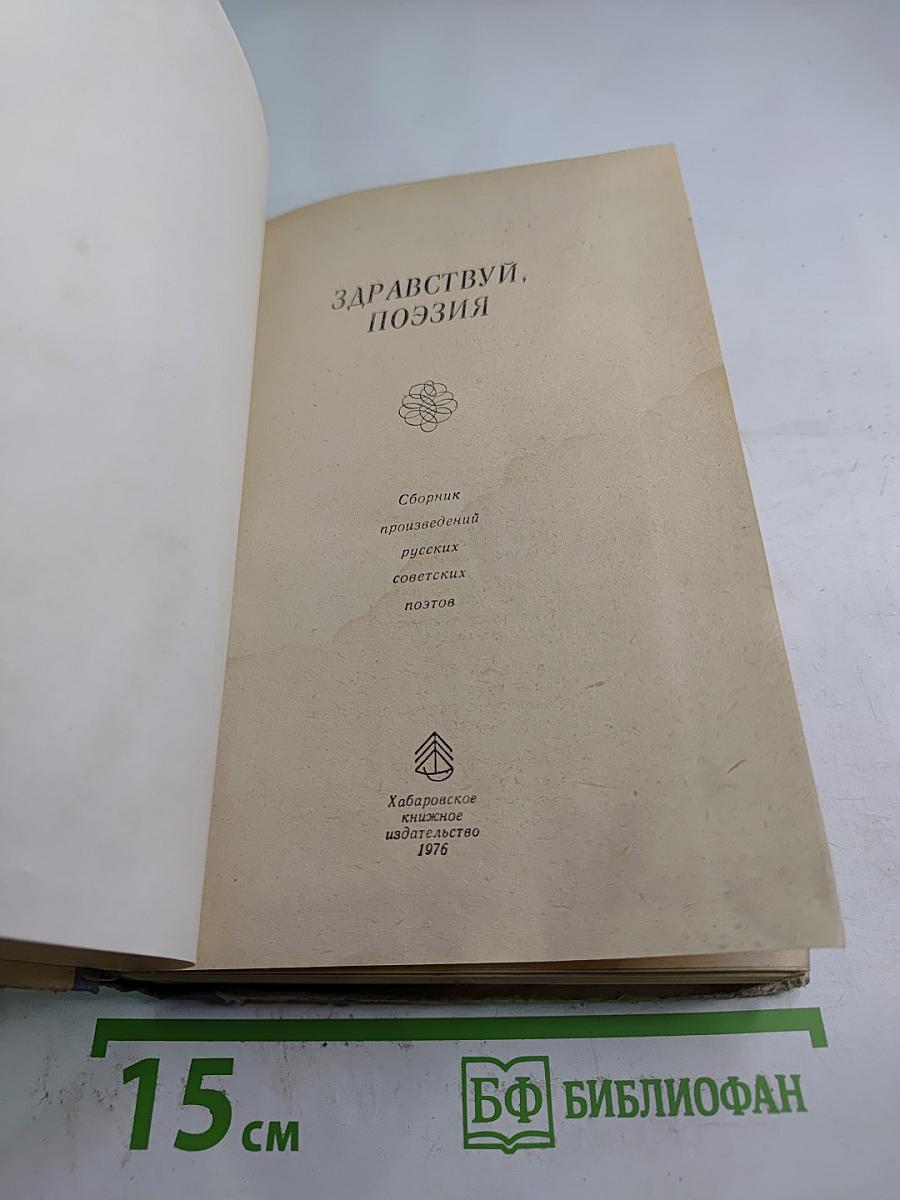 ЗДРАВСТВУЙ,
ПОЭЗИЯ
Сборник
произведений
русских
советских
поэтов
Хабаровское
книжное
издательство
1976
15 см
БФ БИБЛИОФАН